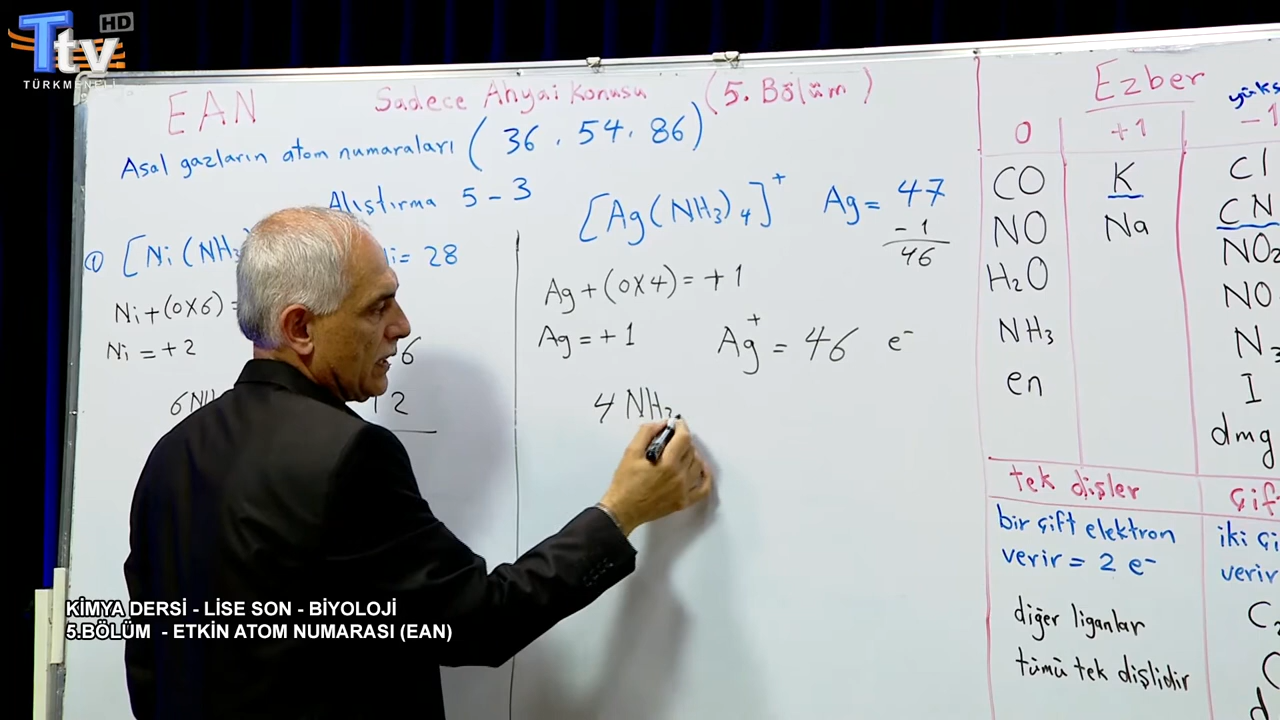 HD
Ttv
TÜRKMENELİ
EAN
Sadece Ahyai Konusu (5. Bölüm)
Asal gazların atom numaraları (36, 54, 86)
Alıştırma 5-3
① [Ni(NH3
= 28
Ni+(0X6)=
Ni = +2
6NH
6
12
[Ag(NH3)4]+ Ag = 47
-1
46
Ag+(0X4)=+1
Ag=+1
Ag+ = 46 e-
4 NH3
Ezber
0
+1
-1
CO
NO
H2O
NH3
en
K
Na
Cl
CN
NO2
NO
N3
I
dmg
tek dişler
bir çift elektron
verir = 2 e-
diğer liganlar
tümü tek dişlidir
iki
verir
KİMYA DERSİ - LİSE SON - BİYOLOJİ
5.BÖLÜM - ETKİN ATOM NUMARASI (EAN)